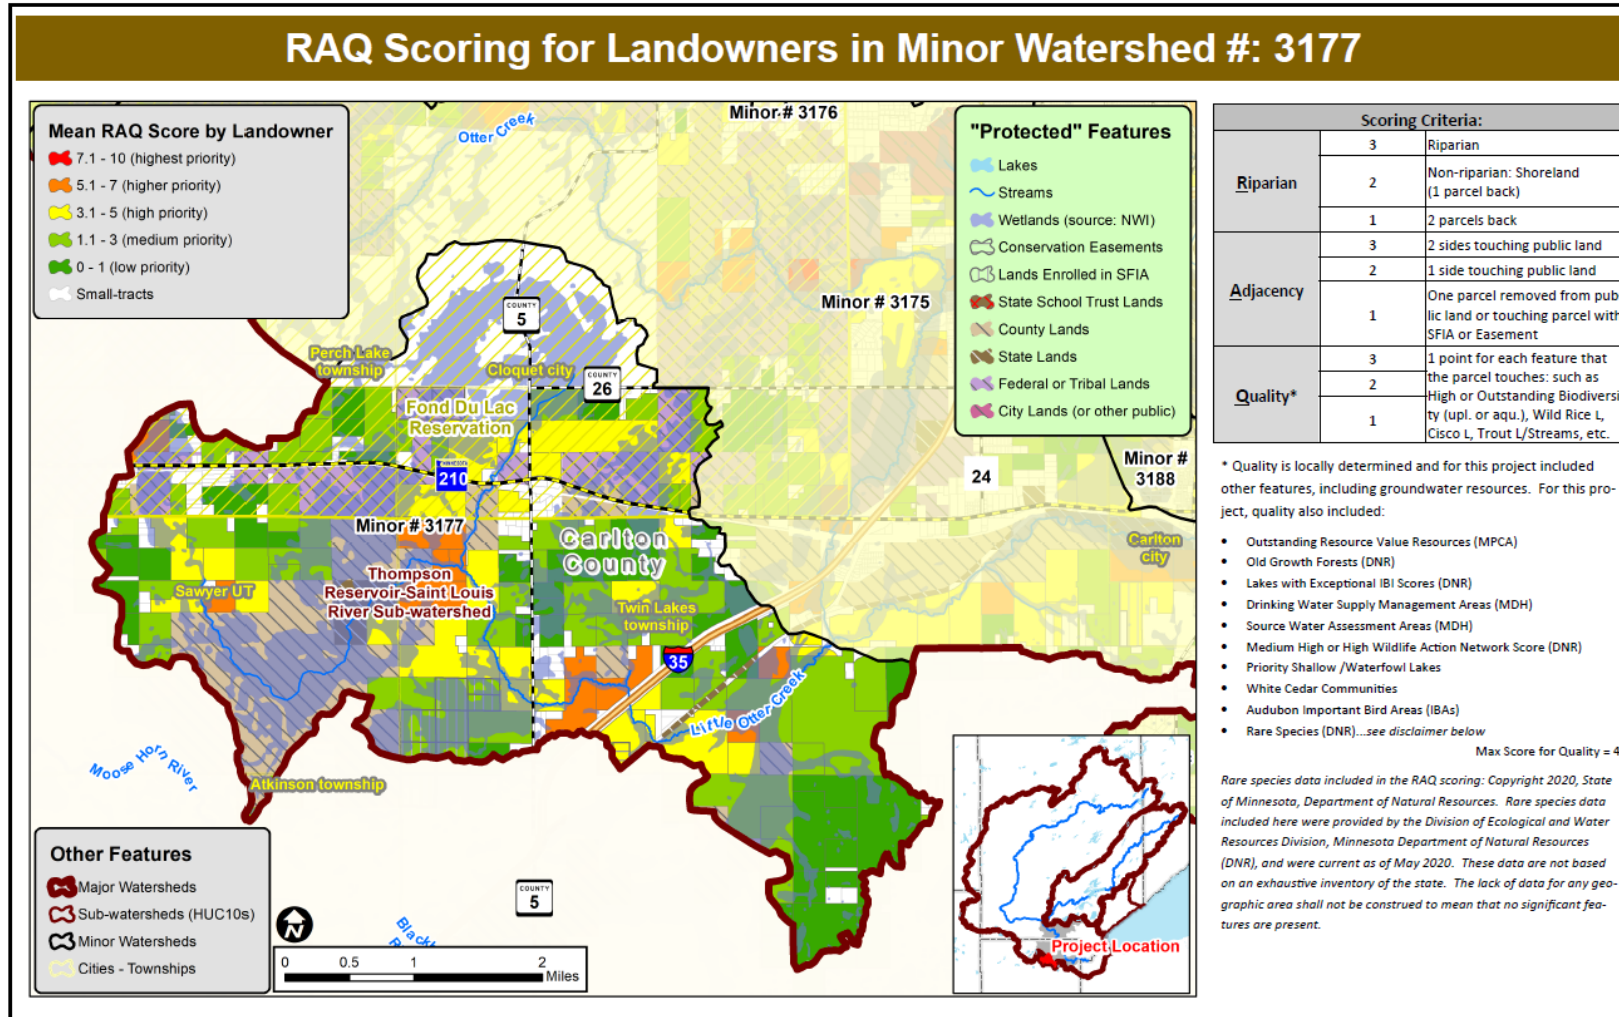 RAQ Scoring for Landowners in Minor Watershed #: 3177
Mean RAQ Score by Landowner
7.1 - 10 (highest priority)
5.1 - 7 (higher priority)
3.1 - 5 (high priority)
1.1 - 3 (medium priority)
0 - 1 (low priority)
Small-tracts
Otter Creek
Minor # 3176
Minor # 3175
COUNTY
5
Perch Lake
township
Cloquet city
COUNTY
26
Fond Du Lac
Reservation
210
24
Minor #
3188
Minor # 3177
Carlton
County
Carlton
city
Thompson
Reservoir-Saint Louis
River Sub-watershed
Sawyer UT
Twin Lakes
township
35
Little Otter Creek
Moose Horn River
Atkinson township
COUNTY
5
"Protected" Features
Lakes
Streams
Wetlands (source: NWI)
Conservation Easements
Lands Enrolled in SFIA
State School Trust Lands
County Lands
State Lands
Federal or Tribal Lands
City Lands (or other public)
Other Features
Major Watersheds
Sub-watersheds (HUC10s)
Minor Watersheds
Cities - Townships
N
0 0.5 1 2
Miles
Project Location
Scoring Criteria:
Riparian
3 Riparian
2 Non-riparian: Shoreland
(1 parcel back)
1 2 parcels back
Adjacency
3 2 sides touching public land
2 1 side touching public land
1 One parcel removed from pub
lic land or touching parcel with
SFIA or Easement
Quality*
3 1 point for each feature that
2 the parcel touches: such as
High or Outstanding Biodiversi
1 ty (upl. or aqu.), Wild Rice L,
Cisco L, Trout L/Streams, etc.
* Quality is locally determined and for this project included
other features, including groundwater resources. For this pro-
ject, quality also included:
• Outstanding Resource Value Resources (MPCA)
• Old Growth Forests (DNR)
• Lakes with Exceptional IBI Scores (DNR)
• Drinking Water Supply Management Areas (MDH)
• Source Water Assessment Areas (MDH)
• Medium High or High Wildlife Action Network Score (DNR)
• Priority Shallow /Waterfowl Lakes
• White Cedar Communities
• Audubon Important Bird Areas (IBAs)
• Rare Species (DNR)...see disclaimer below
Max Score for Quality = 4
Rare species data included in the RAQ scoring: Copyright 2020, State
of Minnesota, Department of Natural Resources. Rare species data
included here were provided by the Division of Ecological and Water
Resources Division, Minnesota Department of Natural Resources
(DNR), and were current as of May 2020. These data are not based
on an exhaustive inventory of the state. The lack of data for any geo-
graphic area shall not be construed to mean that no significant fea-
tures are present.